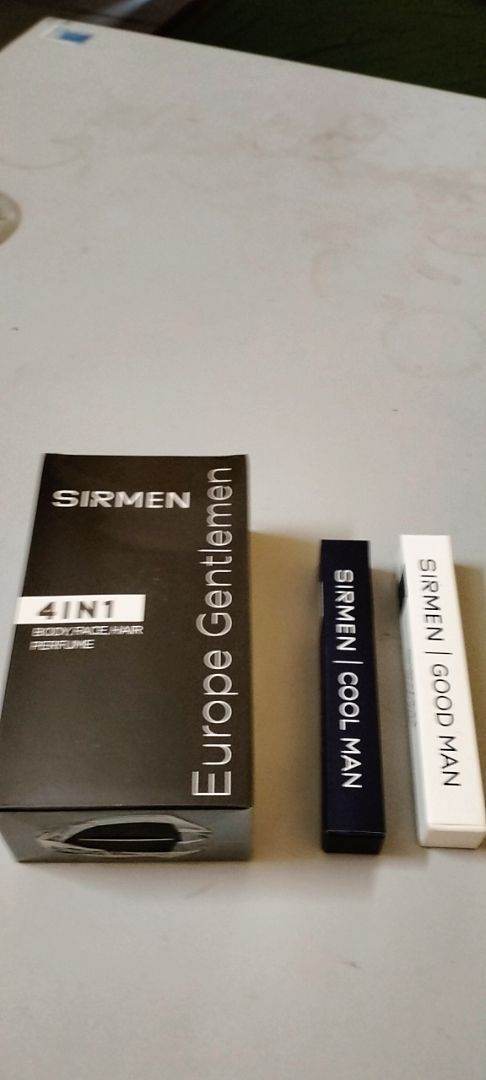 SIRMEN
4IN1
BODY, FACE, HAIR
PERFUME
Europe Gentlemen
SIRMEN | COOL MAN
SIRMEN | GOOD MAN